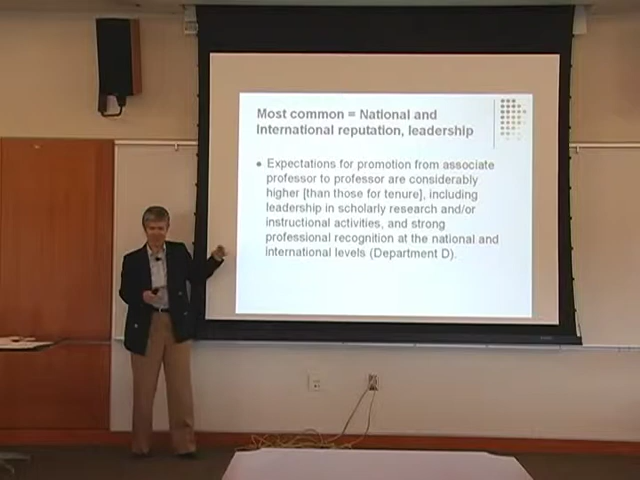 Most common = National and
International reputation, leadership
● Expectations for promotion from associate
professor to professor are considerably
higher [than those for tenure], including
leadership in scholarly research and/or
instructional activities, and strong
professional recognition at the national and
international levels (Department D).